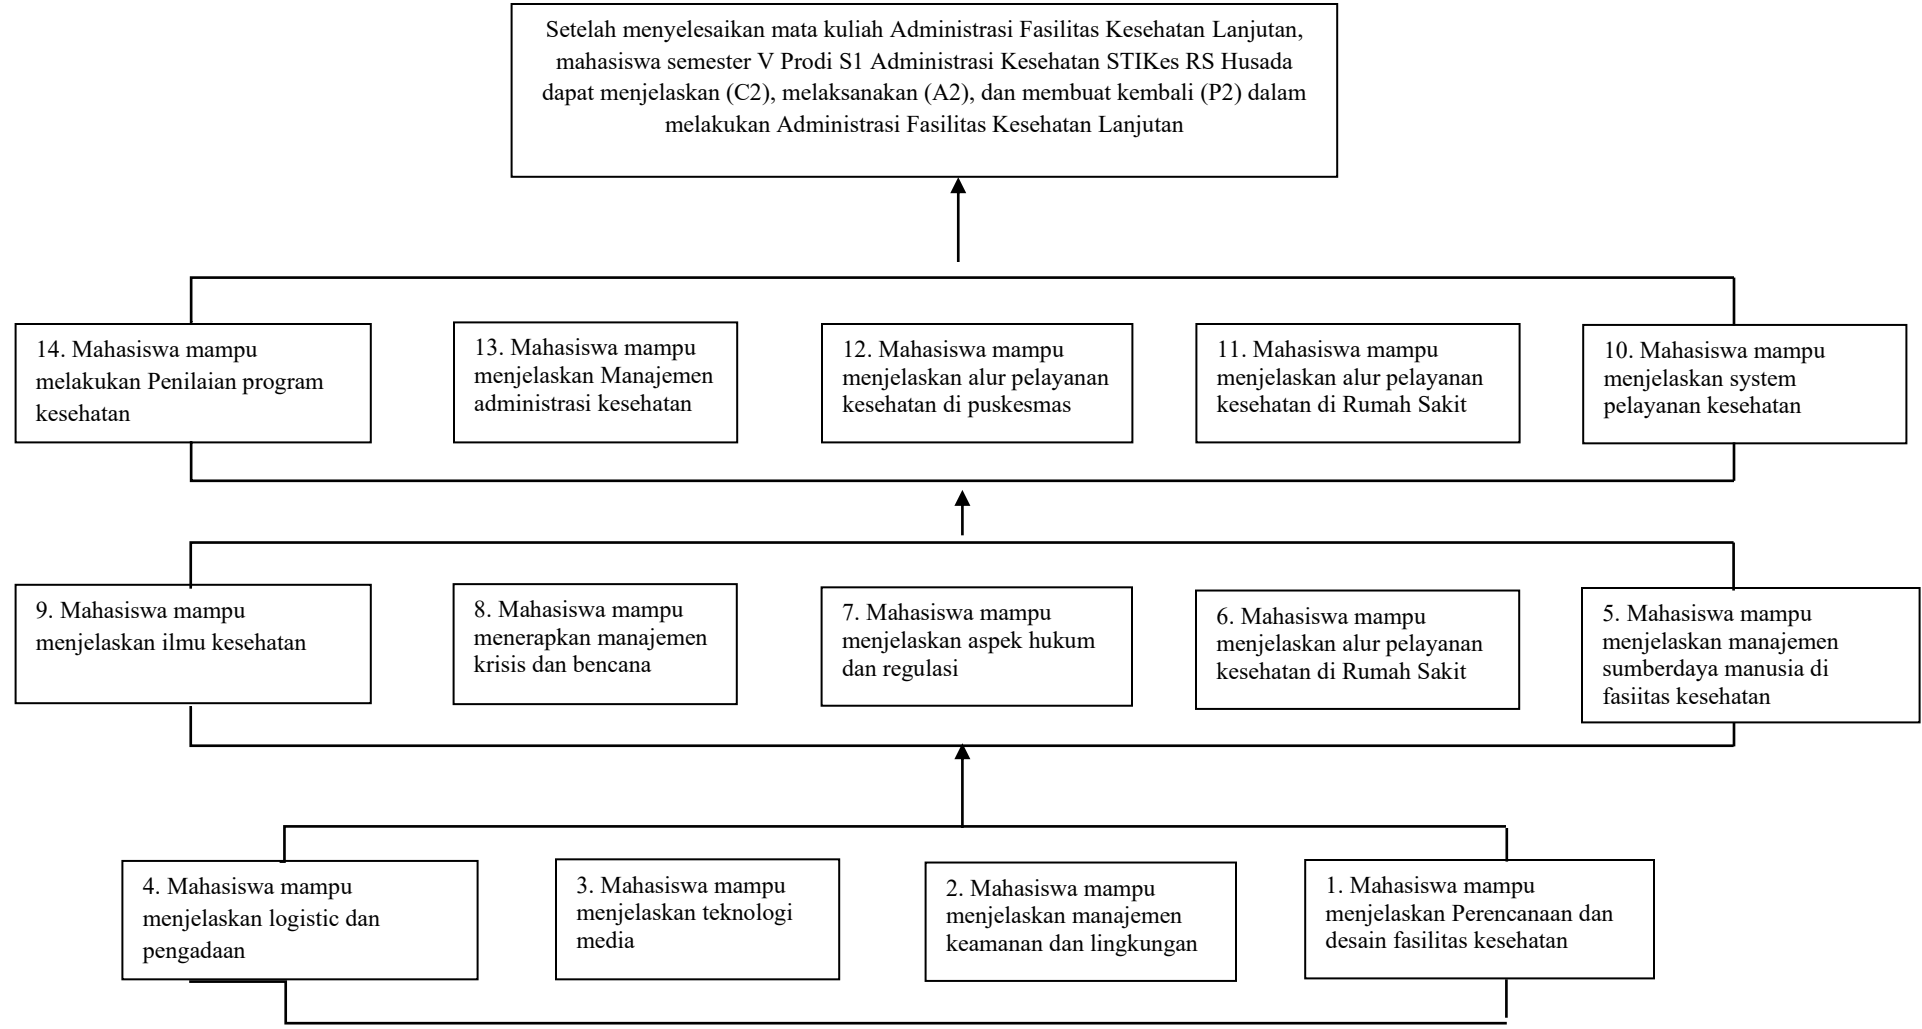 Setelah menyelesaikan mata kuliah Administrasi Fasilitas Kesehatan Lanjutan,
mahasiswa semester V Prodi S1 Administrasi Kesehatan STIKes RS Husada
dapat menjelaskan (C2), melaksanakan (A2), dan membuat kembali (P2) dalam
melakukan Administrasi Fasilitas Kesehatan Lanjutan
14. Mahasiswa mampu
melakukan Penilaian program
kesehatan
13. Mahasiswa mampu
menjelaskan Manajemen
administrasi kesehatan
12. Mahasiswa mampu
menjelaskan alur pelayanan
kesehatan di puskesmas
11. Mahasiswa mampu
menjelaskan alur pelayanan
kesehatan di Rumah Sakit
10. Mahasiswa mampu
menjelaskan system
pelayanan kesehatan
9. Mahasiswa mampu
menjelaskan ilmu kesehatan
8. Mahasiswa mampu
menerapkan manajemen
krisis dan bencana
7. Mahasiswa mampu
menjelaskan aspek hukum
dan regulasi
6. Mahasiswa mampu
menjelaskan alur pelayanan
kesehatan di Rumah Sakit
5. Mahasiswa mampu
menjelaskan manajemen
sumberdaya manusia di
fasiitas kesehatan
4. Mahasiswa mampu
menjelaskan logistic dan
pengadaan
3. Mahasiswa mampu
menjelaskan teknologi
media
2. Mahasiswa mampu
menjelaskan manajemen
keamanan dan lingkungan
1. Mahasiswa mampu
menjelaskan Perencanaan dan
desain fasilitas kesehatan